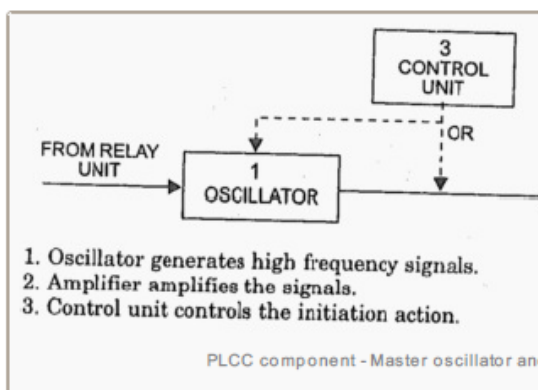 3
CONTROL
UNIT
OR
FROM RELAY
UNIT
1
OSCILLATOR
1. Oscillator generates high frequency signals.
2. Amplifier amplifies the signals.
3. Control unit controls the initiation action.
PLCC component - Master oscillator and